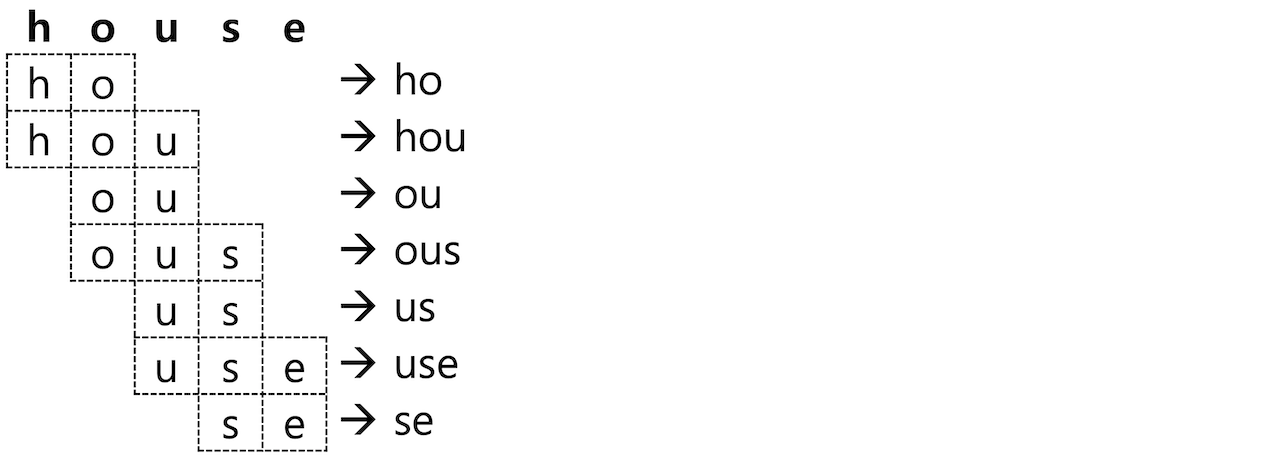 h o u s e
h o → ho
h o u → hou
o u → ou
o u s → ous
u s → us
u s e → use
s e → se